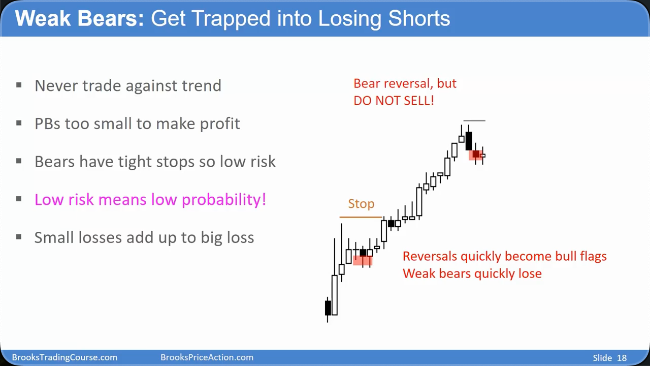 Weak Bears: Get Trapped into Losing Shorts
Never trade against trend
PBs too small to make profit
Bears have tight stops so low risk
Low risk means low probability!
Small losses add up to big loss
Bear reversal, but
DO NOT SELL!
Stop
Reversals quickly become bull flags
Weak bears quickly lose
BrooksTradingCourse.com
BrooksPriceAction.com
Slide 18